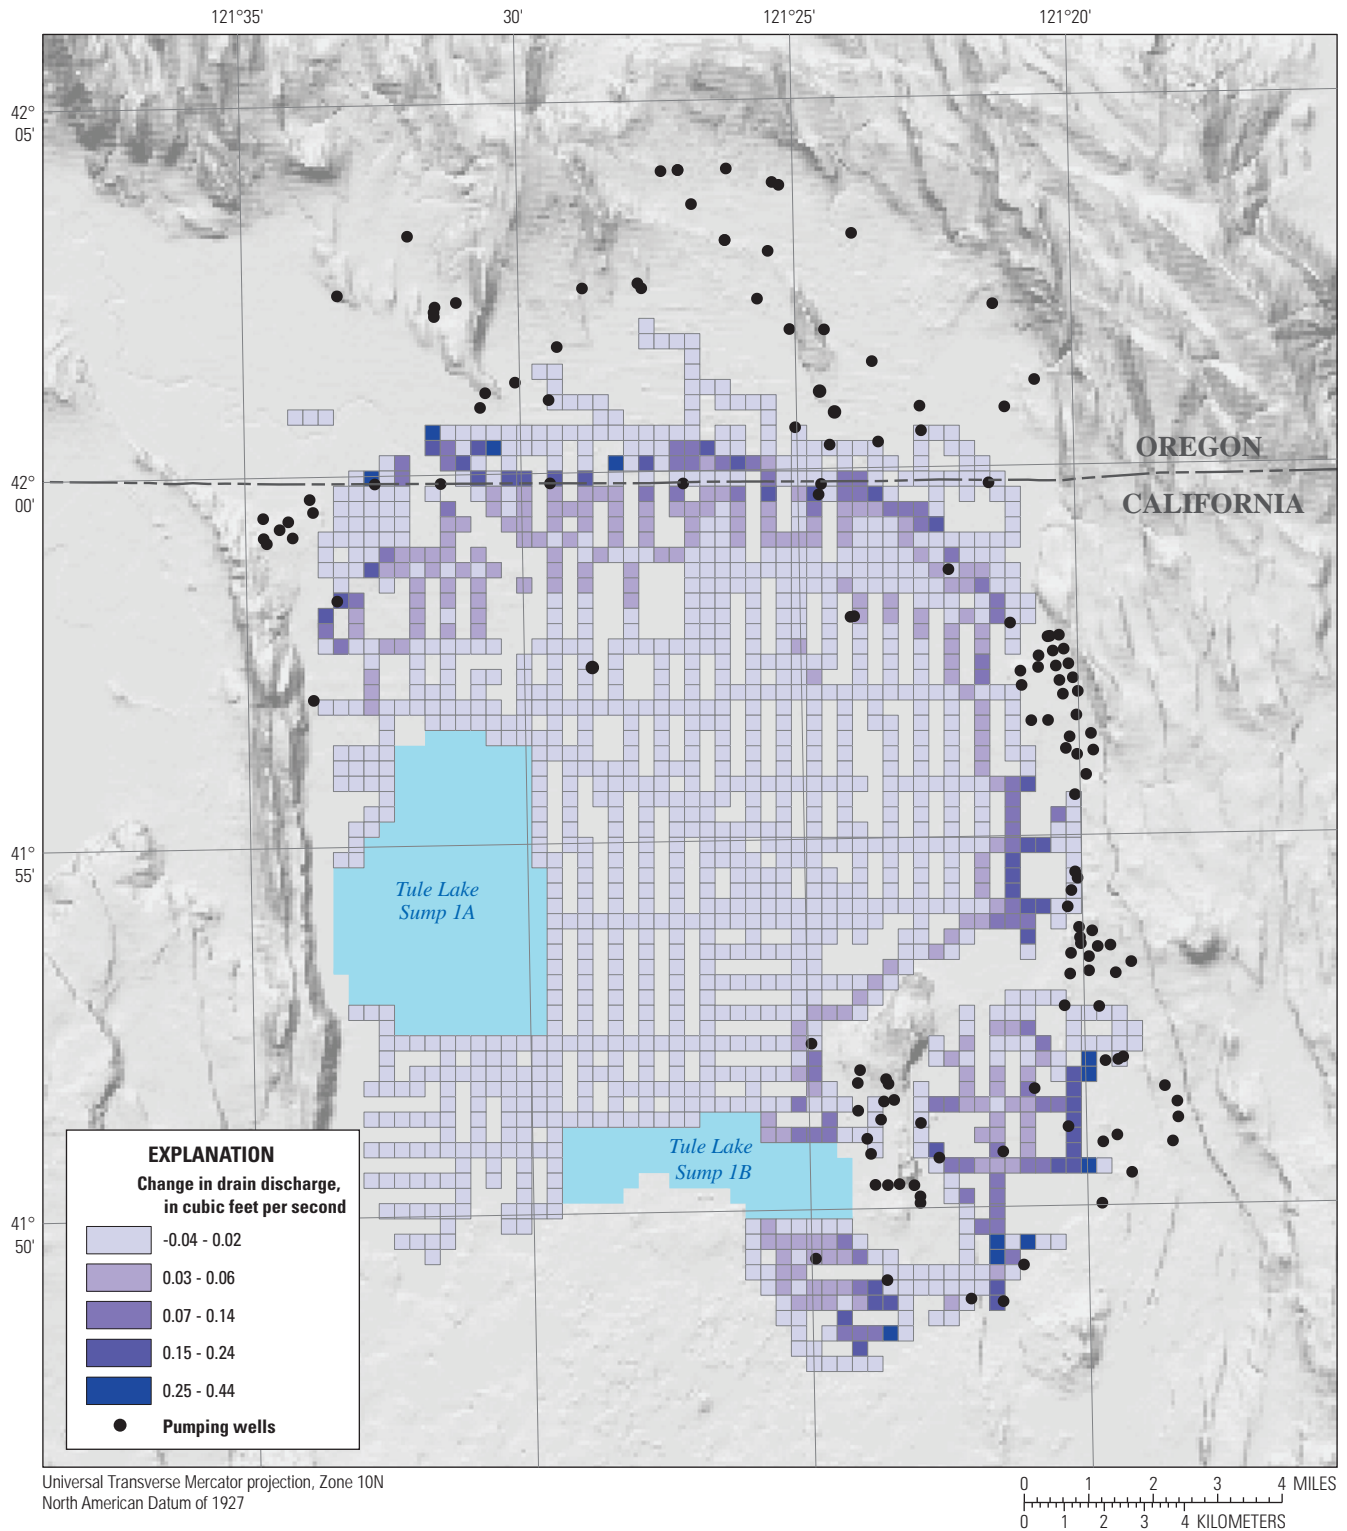 121°35'
30'
121°25'
121°20'
42°
05'
OREGON
42°
00'
CALIFORNIA
41°
55'
Tule Lake
Sump 1A
Tule Lake
Sump 1B
EXPLANATION
Change in drain discharge,
in cubic feet per second
-0.04 - 0.02
0.03 - 0.06
0.07 - 0.14
0.15 - 0.24
0.25 - 0.44
Pumping wells
41°
50'
Universal Transverse Mercator projection, Zone 10N
North American Datum of 1927
0 1 2 3 4 MILES
0 1 2 3 4 KILOMETERS